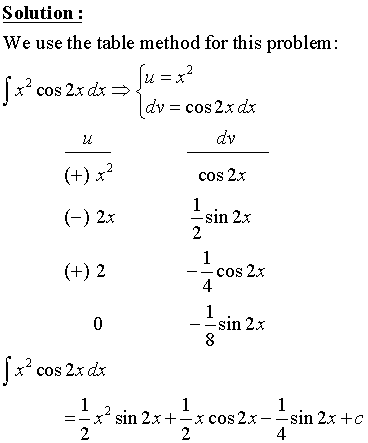 Solution :
We use the table method for this problem:
∫ x² cos 2x dx ⇒ { u = x²
dv = cos 2x dx
u dv
(+) x² cos 2x
(−) 2x 1/2 sin 2x
(+) 2 −1/4 cos 2x
0 −1/8 sin 2x
∫ x² cos 2x dx
= 1/2 x² sin 2x + 1/2 x cos 2x − 1/4 sin 2x + c